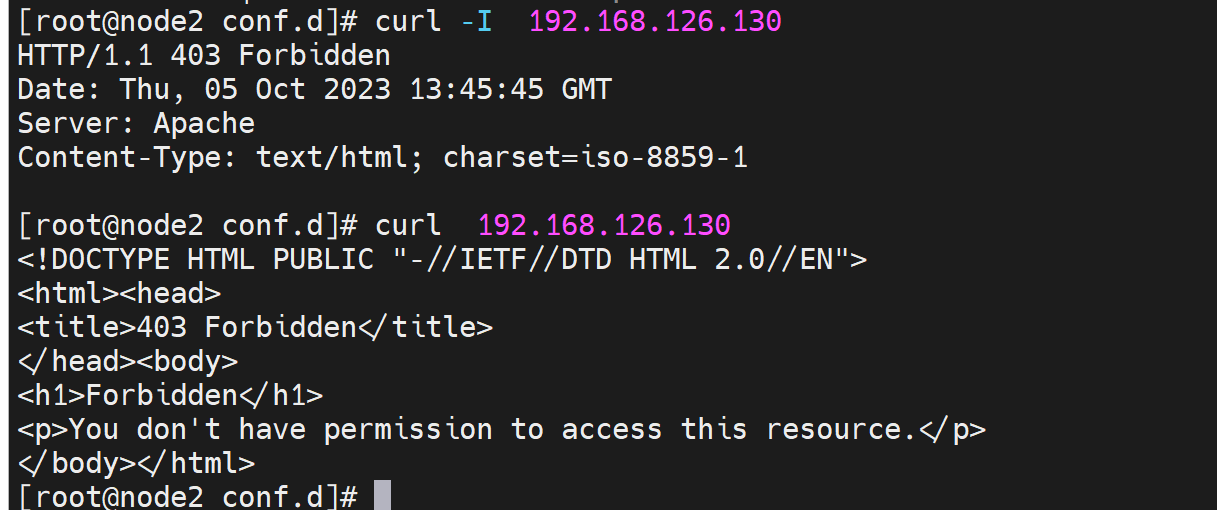 [root@node2 conf.d]# curl -I  192.168.126.130
HTTP/1.1 403 Forbidden
Date: Thu, 05 Oct 2023 13:45:45 GMT
Server: Apache
Content-Type: text/html; charset=iso-8859-1

[root@node2 conf.d]# curl  192.168.126.130
<!DOCTYPE HTML PUBLIC "-//IETF//DTD HTML 2.0//EN">
<html><head>
<title>403 Forbidden</title>
</head><body>
<h1>Forbidden</h1>
<p>You don't have permission to access this resource.</p>
</body></html>
[root@node2 conf.d]#